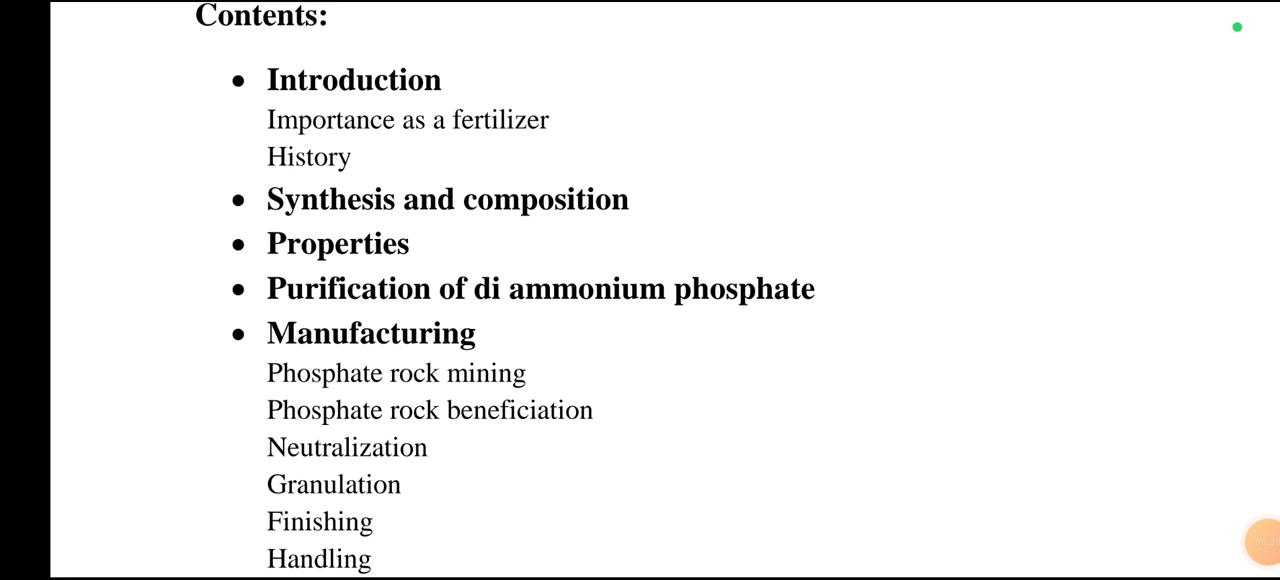 Contents:
• Introduction
Importance as a fertilizer
History
• Synthesis and composition
• Properties
• Purification of di ammonium phosphate
• Manufacturing
Phosphate rock mining
Phosphate rock beneficiation
Neutralization
Granulation
Finishing
Handling